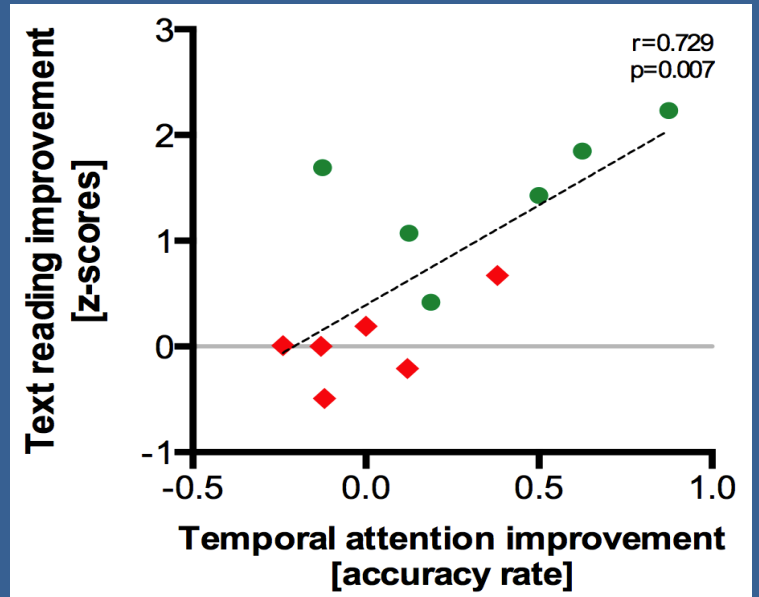 Text reading improvement
[z-scores]
3
2
1
0
-1
r=0.729
p=0.007
-0.5 0.0 0.5 1.0
Temporal attention improvement
[accuracy rate]